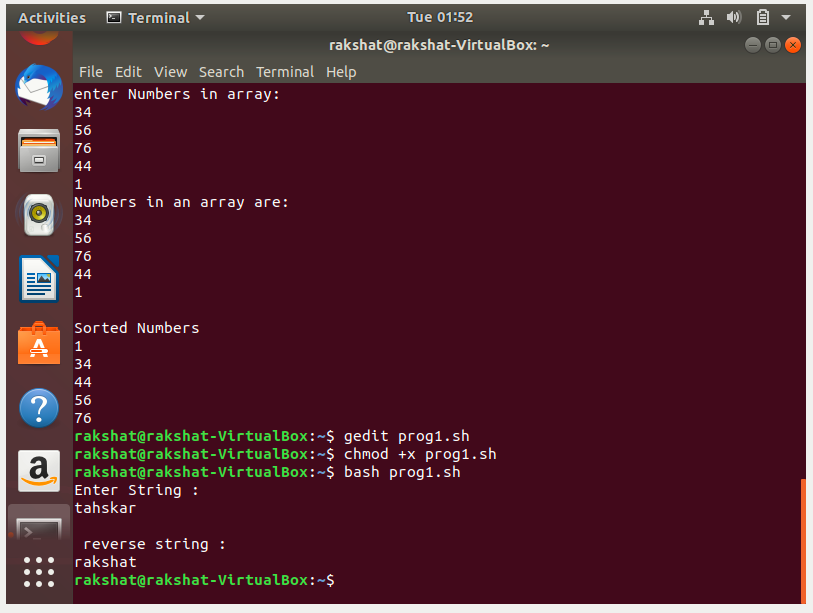 Activities Terminal Tue 01:52
rakshat@rakshat-VirtualBox: ~
File Edit View Search Terminal Help
enter Numbers in array:
34
56
76
44
1
Numbers in an array are:
34
56
76
44
1
Sorted Numbers
1
34
44
56
76
rakshat@rakshat-VirtualBox:~$ gedit prog1.sh
rakshat@rakshat-VirtualBox:~$ chmod +x prog1.sh
rakshat@rakshat-VirtualBox:~$ bash prog1.sh
Enter String :
tahskar
reverse string :
rakshat
rakshat@rakshat-VirtualBox:~$